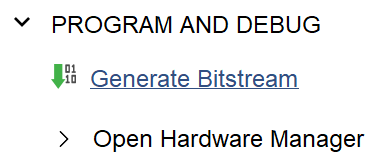 PROGRAM AND DEBUG
Generate Bitstream
Open Hardware Manager